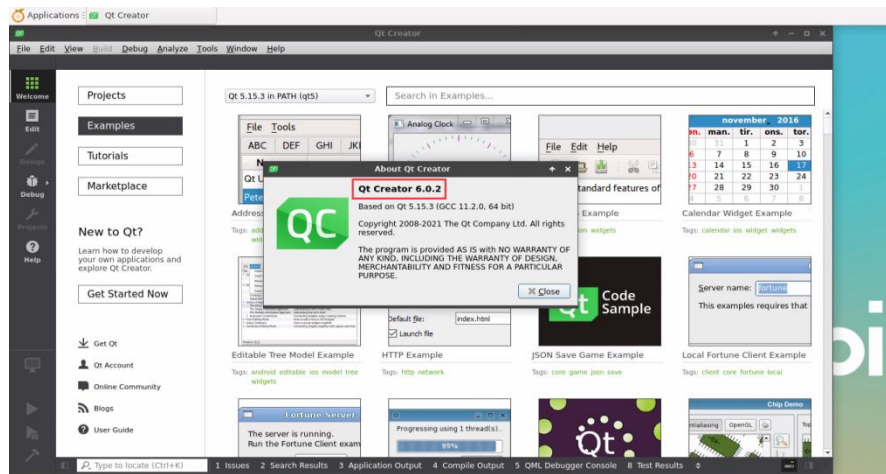 Applications
Qt Creator
Qt Creator
File Edit View Build Debug Analyze Tools Window Help
Welcome
Edit
Design
Debug
Projects
Help
Projects
Examples
Tutorials
Marketplace
New to Qt?
Learn how to develop
your own applications and
explore Qt Creator.
Get Started Now
Get Qt
Qt Account
Online Community
Blogs
User Guide
Qt 5.15.3 in PATH (qt5)
Search in Examples...
File Tools
ABC DEF GHI
Analog Clock
File Edit Help
november, 2016
man. tir. ons. tor.
31 1 2 3
7 8 9 10
14 15 16 17
21 22 23 24
28 29 30 1
5 6 7 8
About Qt Creator
Qt Creator 6.0.2
Based on Qt 5.15.3 (GCC 11.2.0, 64 bit)
Copyright 2008-2021 The Qt Company Ltd. All rights
reserved.
The program is provided AS IS with NO WARRANTY OF
ANY KIND, INCLUDING THE WARRANTY OF DESIGN,
MERCHANTABILITY AND FITNESS FOR A PARTICULAR
PURPOSE.
Close
QC
standard features of
Example
Calendar Widget Example
Tags: calendar ios widget widgets
Server name: fortune
This examples requires that
Default file: index.html
Launch file
Code
Sample
Editable Tree Model Example
Tags: android editable ios model tree
widgets
HTTP Example
Tags: http network
JSON Save Game Example
Tags: core game json save
Local Fortune Client Example
Tags: client core fortune local
Fortune Server
The server is running.
Run the Fortune Client exam
Progressing using 1 thread(s)..
95%
Qt
Chip Demo
OpenGL
Type to locate (Ctrl+K)
1 Issues 2 Search Results 3 Application Output 4 Compile Output 5 QML Debugger Console 8 Test Results
pi